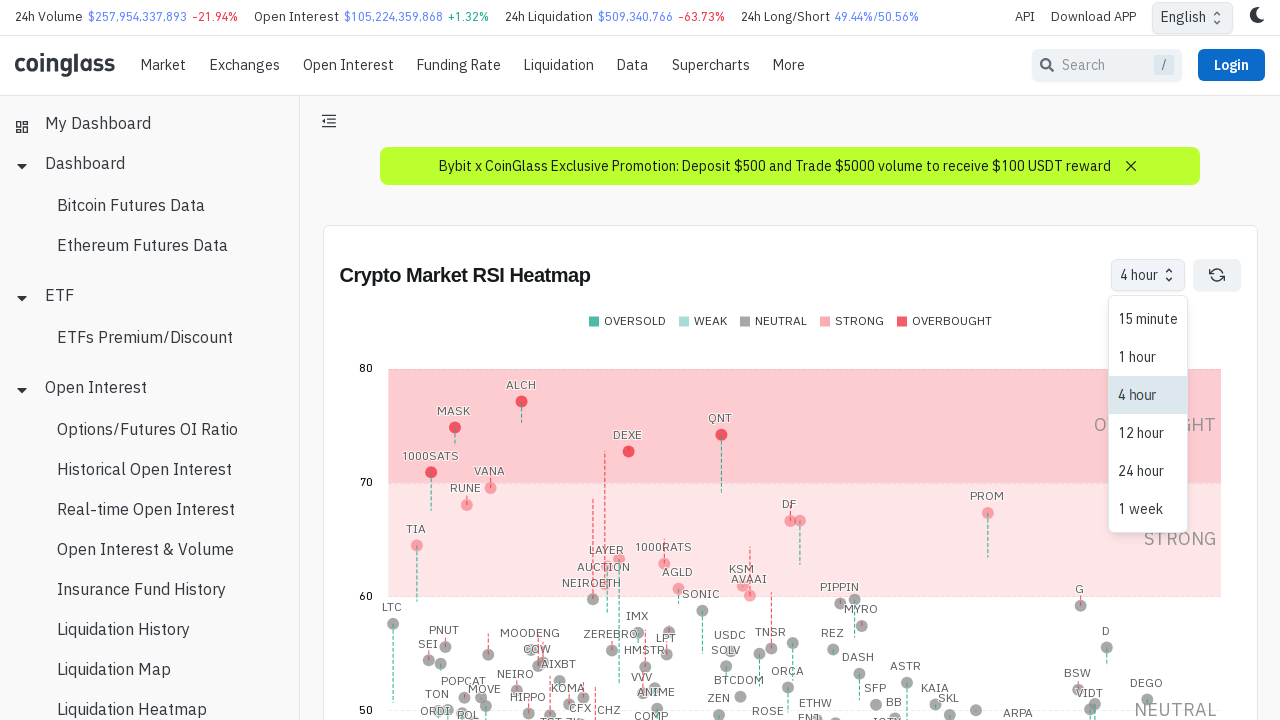 24h Volume $257,954,337,893 -21.94% Open Interest $105,224,359,868 +1.32% 24h Liquidation $509,340,766 -63.73% 24h Long/Short 49.44%/50.56% API Download APP English
coinglass Market Exchanges Open Interest Funding Rate Liquidation Data Supercharts More Search / Login
My Dashboard
Dashboard
Bitcoin Futures Data
Ethereum Futures Data
ETF
ETFs Premium/Discount
Open Interest
Options/Futures OI Ratio
Historical Open Interest
Real-time Open Interest
Open Interest & Volume
Insurance Fund History
Liquidation History
Liquidation Map
Liquidation Heatmap
Bybit x CoinGlass Exclusive Promotion: Deposit $500 and Trade $5000 volume to receive $100 USDT reward
Crypto Market RSI Heatmap
4 hour
15 minute
1 hour
4 hour
12 hour
24 hour
1 week
OVERSOLD WEAK NEUTRAL STRONG OVERBOUGHT
80
ALCH
MASK
QNT
DEXE
1000SATS
VANA
70
RUNE
PROM
DF
TIA
STRONG
1000RATS
LAYER
AUCTION
AGLD
KSM
AVAAI
NEIROETH
PIPPIN
G
SONIC
60
LTC
MYRO
IMX
PNUT
MOODENG
ZEREBRO
TNSR
REZ
D
USDC
LPT
SEI
COW
HMSTR
SOLV
DASH
AIXBT
ASTR
ORCA
NEIRO
BSW
VVV
BTCDOM
POPCAT
DEGO
MOVE
KOMA
SFP
KAIA
ANIME
TON
HIPPO
ZEN
VIDT
SKL
ETHW
BB
50
CFX
CHZ
ROSE
NEUTRAL
ARPA
COMP